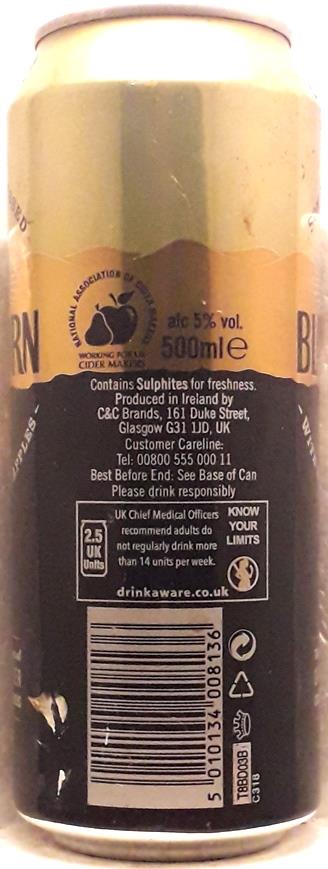 NATIONAL ASSOCIATION OF CIDER MAKERS
WORKING FOR UK
CIDER MAKERS
alc 5% vol.
500ml e
RN
BL
Contains Sulphites for freshness.
Produced in Ireland by
C&C Brands, 161 Duke Street,
Glasgow G31 1JD, UK
Customer Careline:
Tel: 00800 555 000 11
Best Before End: See Base of Can
Please drink responsibly
2.5
UK
Units
UK Chief Medical Officers
recommend adults do
not regularly drink more
than 14 units per week.
KNOW
YOUR
LIMITS
drinkaware.co.uk
5 010134 008136
T8BD03B
C318